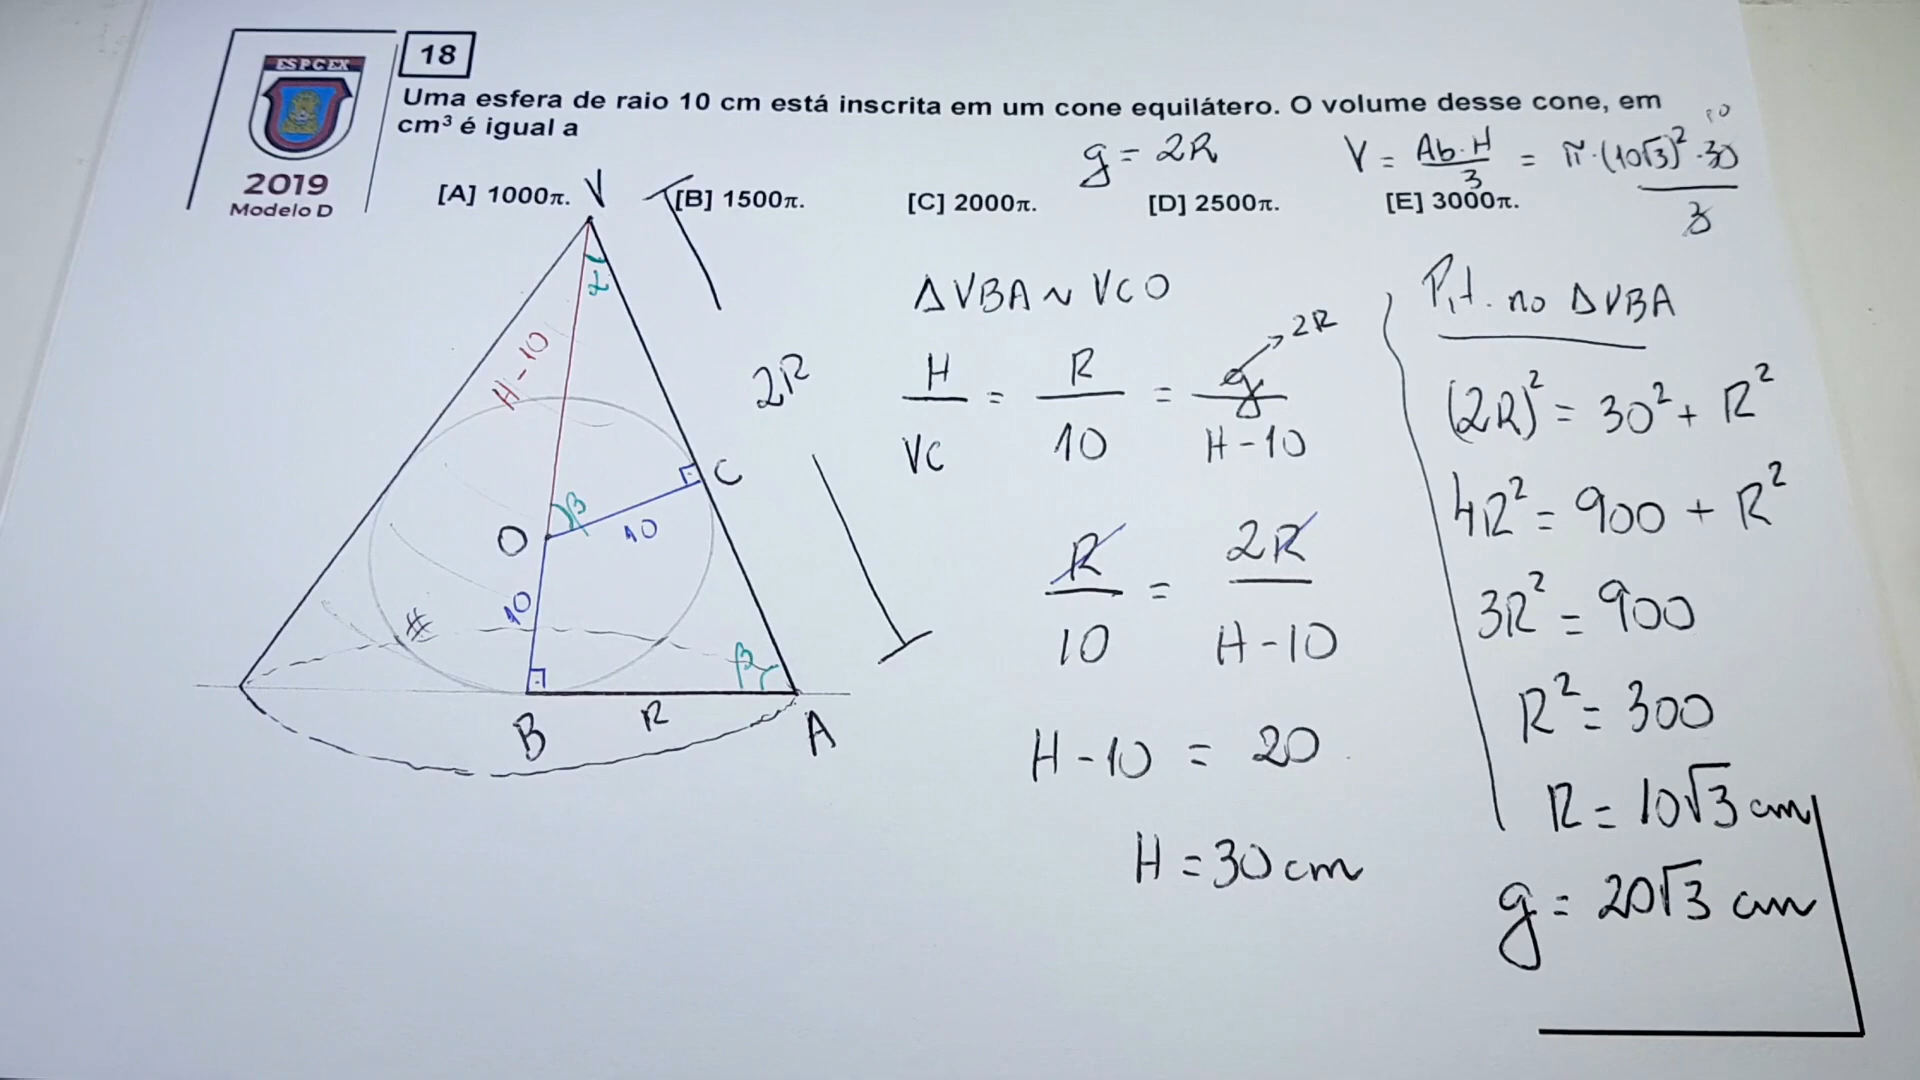 ESPCEX
2019
Modelo D
18
Uma esfera de raio 10 cm está inscrita em um cone equilátero. O volume desse cone, em
cm³ é igual a
[A] 1000π.
[B] 1500π.
[C] 2000π.
[D] 2500π.
[E] 3000π.
g = 2R
V = Ab.H/3 = π.(10√3)².30/3
10
V
α
H-10
2R
C
β
O
10
10
#
β
B
R
A
ΔVBA ~ VCO
H/VC = R/10 = g/H-10
→ 2R
R/10 = 2R/H-10
H-10 = 20
H = 30 cm
Pit. no ΔVBA
(2R)² = 30² + R²
4R² = 900 + R²
3R² = 900
R² = 300
R = 10√3 cm
g = 20√3 cm